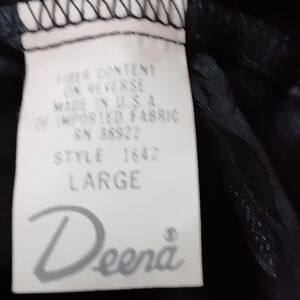 FIBER CONTENT
ON REVERSE
MADE IN U.S.A
OF IMPORTED FABRIC
RN 38922
STYLE 1642
LARGE
Deena